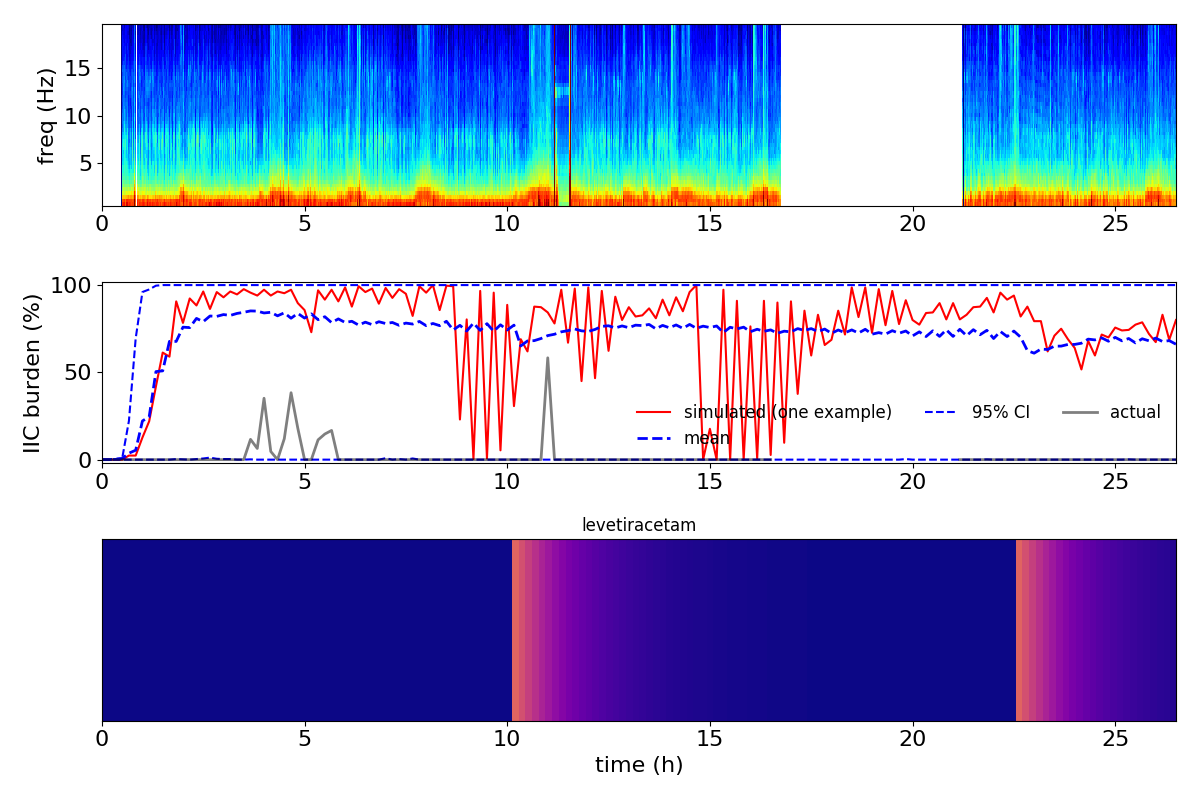 freq (Hz)
15
10
5
0 5 10 15 20 25
IIC burden (%)
100
50
0
simulated (one example) 95% CI actual
mean
0 5 10 15 20 25
levetiracetam
0 5 10 15 20 25
time (h)